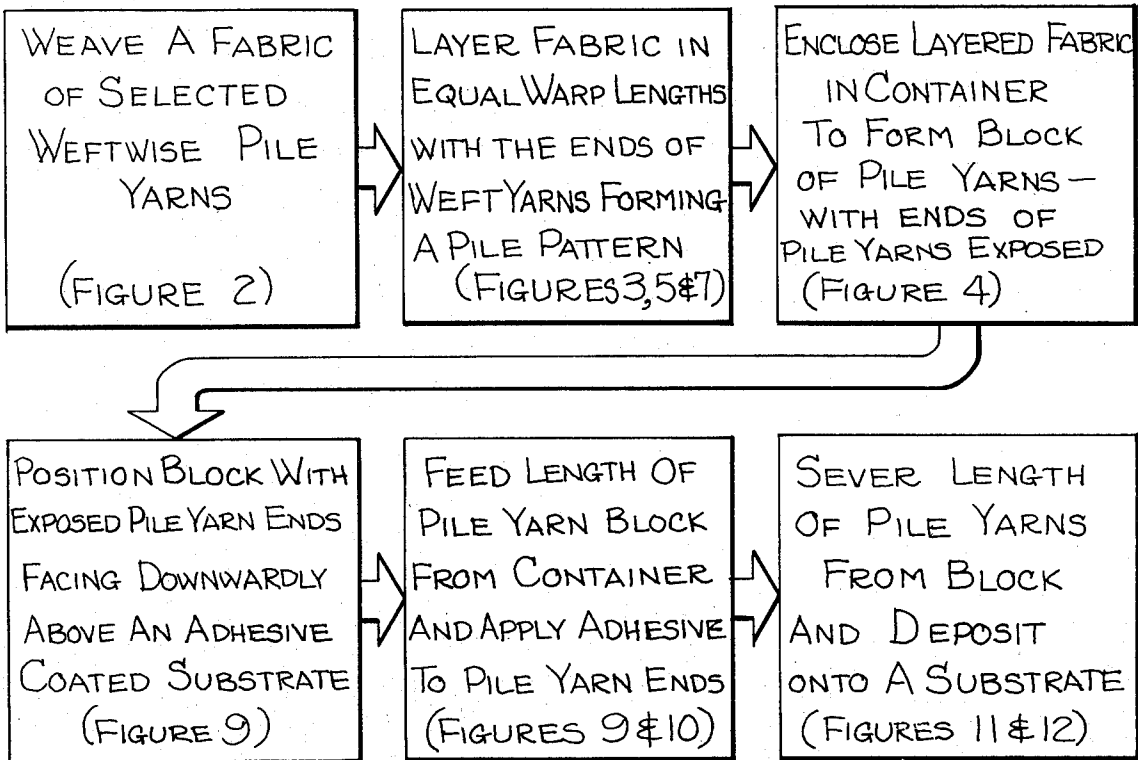 WEAVE A FABRIC
OF SELECTED
WEFTWISE PILE
YARNS
(FIGURE 2)
LAYER FABRIC IN
EQUAL WARP LENGTHS
WITH THE ENDS OF
WEFT YARNS FORMING
A PILE PATTERN
(FIGURES 3, 5 & 7)
ENCLOSE LAYERED FABRIC
IN CONTAINER
TO FORM BLOCK
OF PILE YARNS —
WITH ENDS OF
PILE YARNS EXPOSED
(FIGURE 4)
POSITION BLOCK WITH
EXPOSED PILE YARN ENDS
FACING DOWNWARDLY
ABOVE AN ADHESIVE
COATED SUBSTRATE
(FIGURE 9)
FEED LENGTH OF
PILE YARN BLOCK
FROM CONTAINER
AND APPLY ADHESIVE
TO PILE YARN ENDS
(FIGURES 9 & 10)
SEVER LENGTH
OF PILE YARNS
FROM BLOCK
AND DEPOSIT
ONTO A SUBSTRATE
(FIGURES 11 & 12)